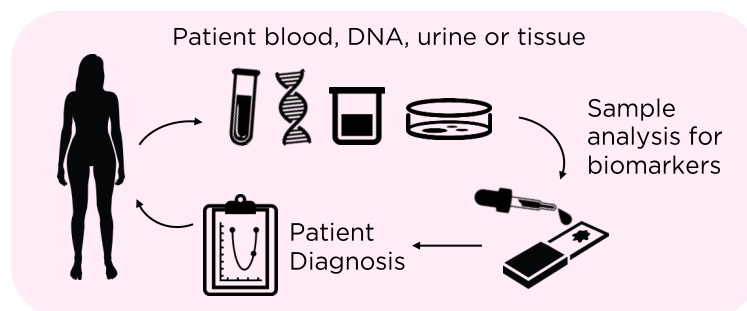 Patient blood, DNA, urine or tissue
Sample
analysis for
biomarkers
Patient
Diagnosis